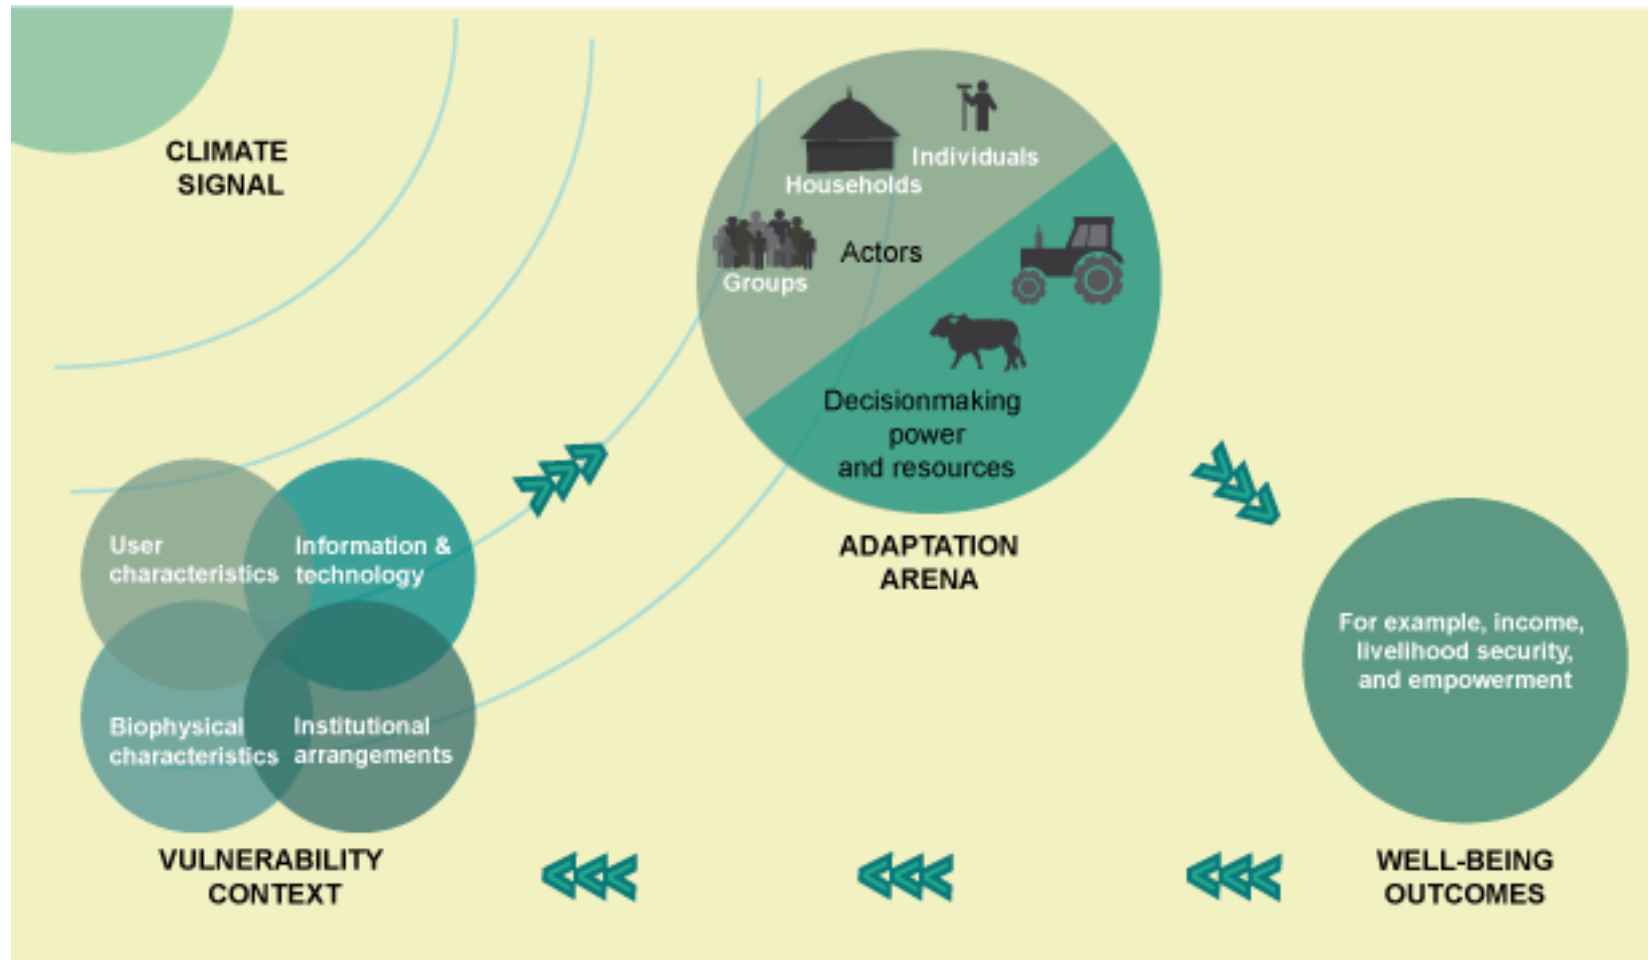 CLIMATE
SIGNAL
Individuals
Households
Groups
Actors
Decisionmaking
power
and resources
ADAPTATION
ARENA
User
characteristics
Information &
technology
Biophysical
characteristics
Institutional
arrangements
VULNERABILITY
CONTEXT
For example, income,
livelihood security,
and empowerment
WELL-BEING
OUTCOMES